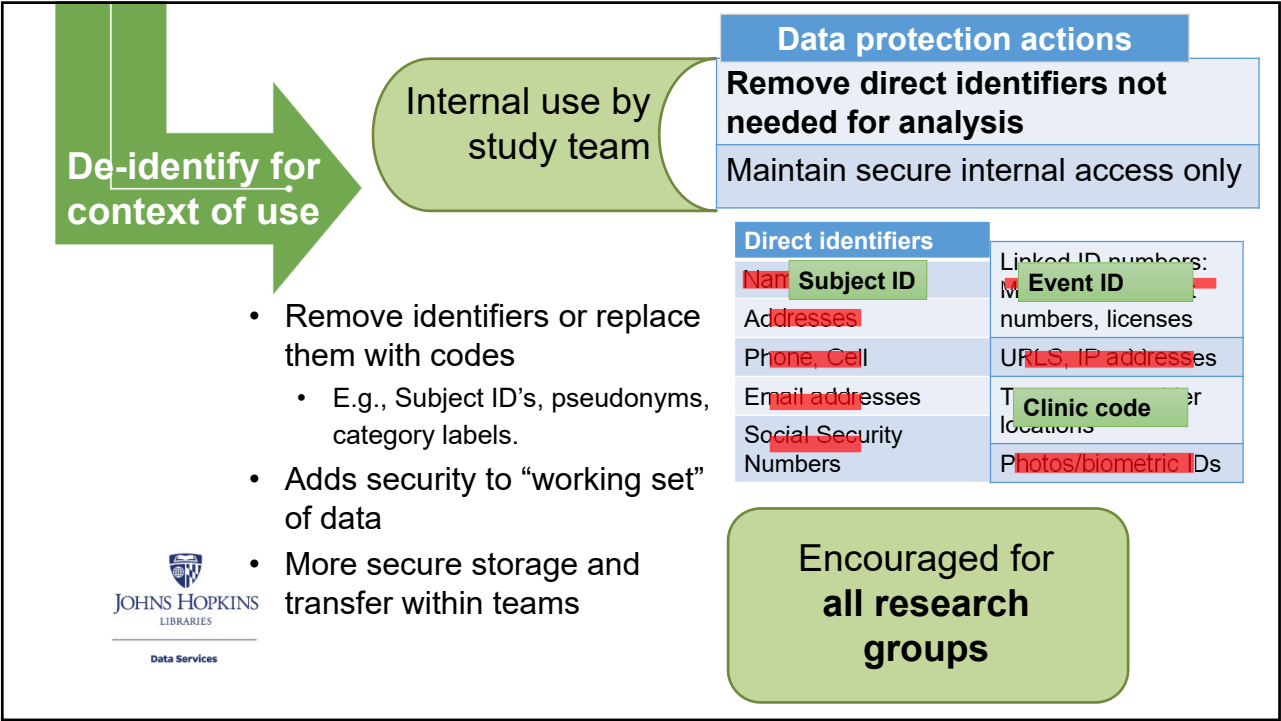 De-identify for
context of use
Internal use by
study team
Data protection actions
Remove direct identifiers not
needed for analysis
Maintain secure internal access only
• Remove identifiers or replace
them with codes
• E.g., Subject ID's, pseudonyms,
category labels.
• Adds security to “working set”
of data
• More secure storage and
transfer within teams
Direct identifiers
Subject ID
Addresses
Phone, Cell
Email addresses
Social Security
Numbers
Linked ID numbers:
Event ID
numbers, licenses
URLS, IP addresses
Clinic code
locations
Photos/biometric IDs
Encouraged for
all research
groups
JOHNS HOPKINS
LIBRARIES
Data Services